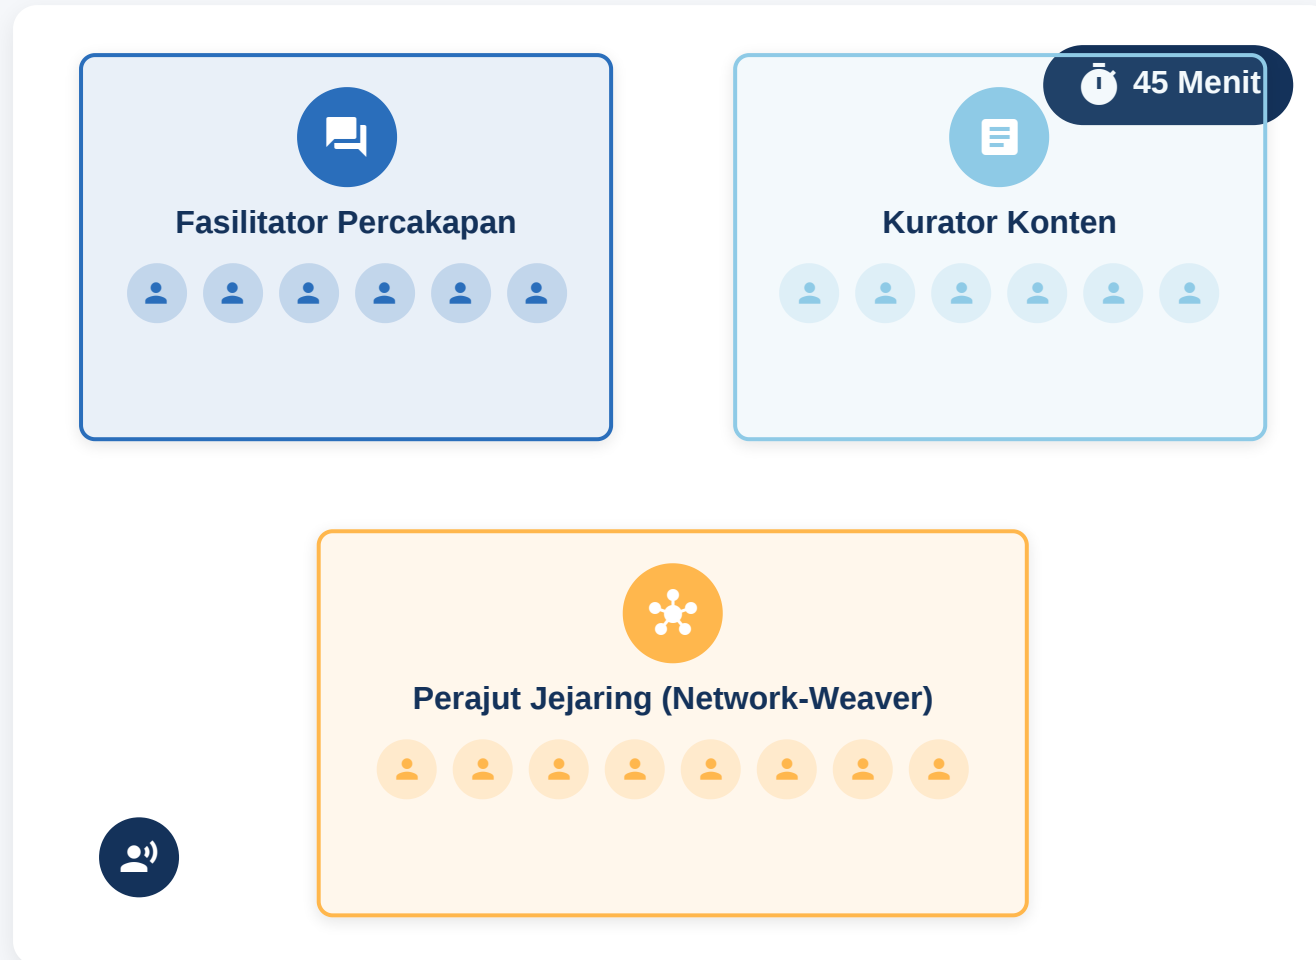 45 Menit
Fasilitator Percakapan
Kurator Konten
Perajut Jejaring (Network-Weaver)